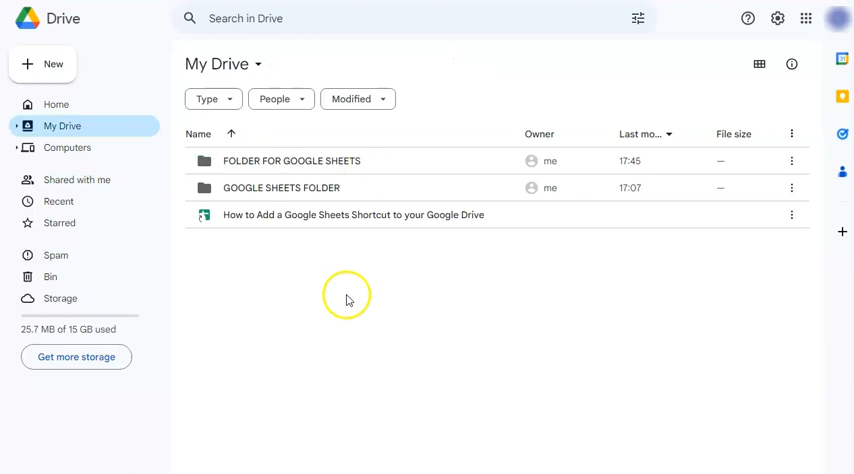 Drive
Search in Drive
New
Home
My Drive
Computers
Shared with me
Recent
Starred
Spam
Bin
Storage
25.7 MB of 15 GB used
Get more storage
My Drive
Type People Modified
Name Owner Last mo... File size
FOLDER FOR GOOGLE SHEETS me 17:45 —
GOOGLE SHEETS FOLDER me 17:07 —
How to Add a Google Sheets Shortcut to your Google Drive
31